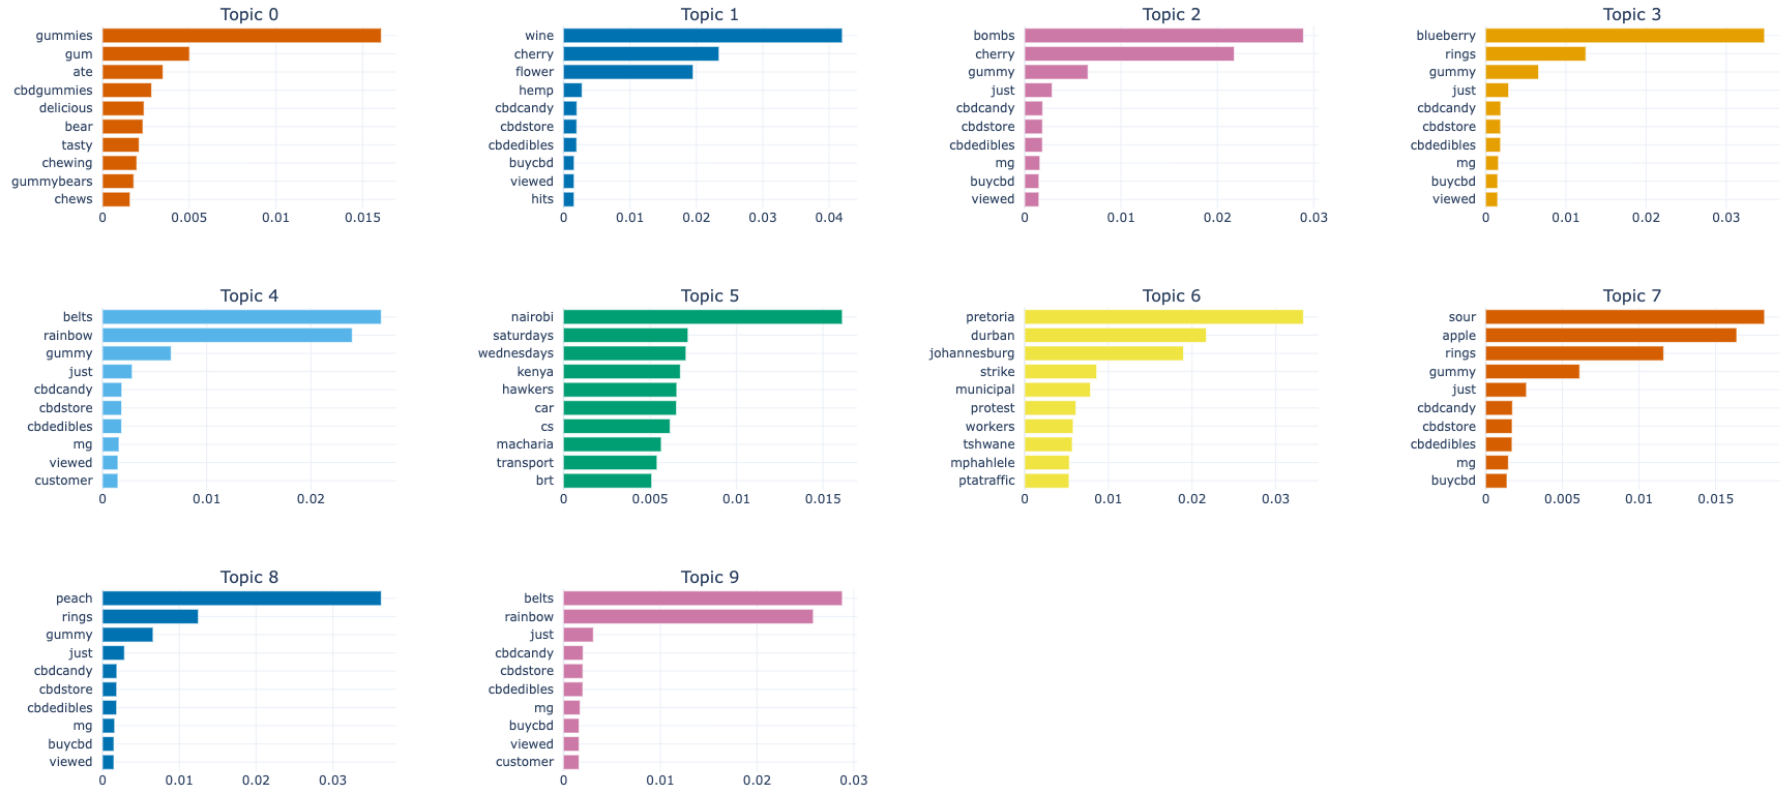 Topic 0
gummies
gum
ate
cbdgummies
delicious
bear
tasty
chewing
gummybears
chews
0 0.005 0.01 0.015
Topic 1
wine
cherry
flower
hemp
cbdcandy
cbdstore
cbdedibles
buycbd
viewed
hits
0 0.01 0.02 0.03 0.04
Topic 2
bombs
cherry
gummy
just
cbdcandy
cbdstore
cbdedibles
mg
buycbd
viewed
0 0.01 0.02 0.03
Topic 3
blueberry
rings
gummy
just
cbdcandy
cbdstore
cbdedibles
mg
buycbd
viewed
0 0.01 0.02 0.03
Topic 4
belts
rainbow
gummy
just
cbdcandy
cbdstore
cbdedibles
mg
viewed
customer
0 0.01 0.02
Topic 5
nairobi
saturdays
wednesdays
kenya
hawkers
car
cs
macharia
transport
brt
0 0.005 0.01 0.015
Topic 6
pretoria
durban
johannesburg
strike
municipal
protest
workers
tshwane
mphahlele
ptatraffic
0 0.01 0.02 0.03
Topic 7
sour
apple
rings
gummy
just
cbdcandy
cbdstore
cbdedibles
mg
buycbd
0 0.005 0.01 0.015
Topic 8
peach
rings
gummy
just
cbdcandy
cbdstore
cbdedibles
mg
buycbd
viewed
0 0.01 0.02 0.03
Topic 9
belts
rainbow
just
cbdcandy
cbdstore
cbdedibles
mg
buycbd
viewed
customer
0 0.01 0.02 0.03